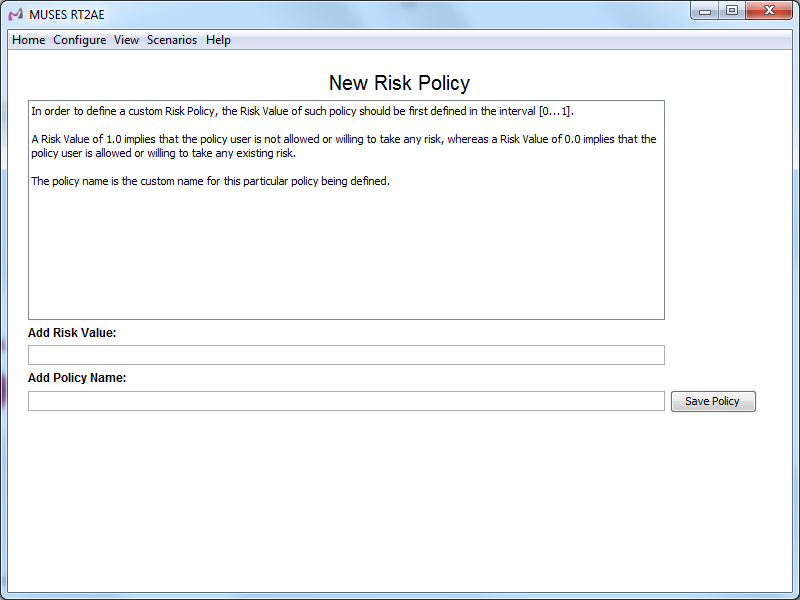 MUSES RT2AE
Home Configure View Scenarios Help
New Risk Policy
In order to define a custom Risk Policy, the Risk Value of such policy should be first defined in the interval [0...1].
A Risk Value of 1.0 implies that the policy user is not allowed or willing to take any risk, whereas a Risk Value of 0.0 implies that the
policy user is allowed or willing to take any existing risk.
The policy name is the custom name for this particular policy being defined.
Add Risk Value:
Add Policy Name:
Save Policy